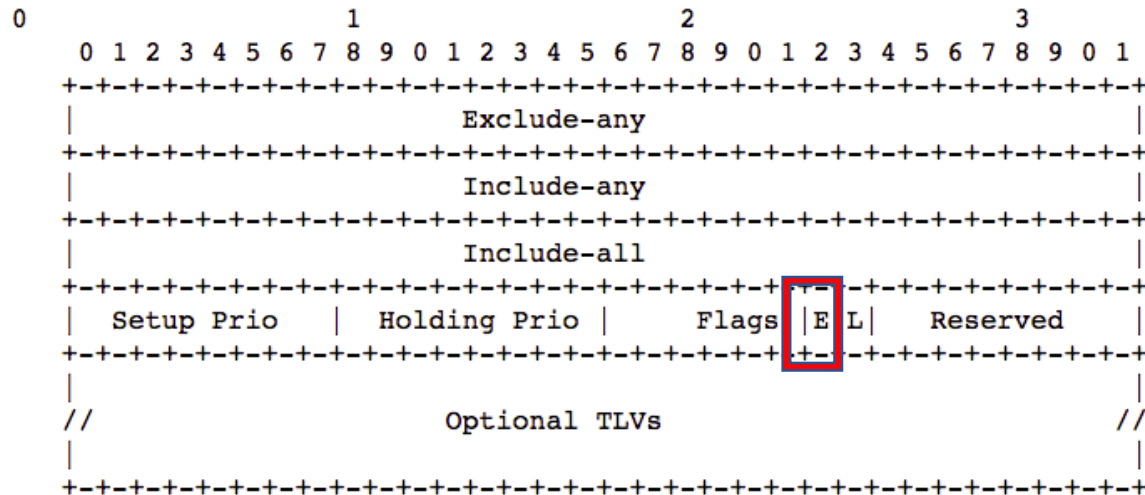 0                   1                   2                   3
 0 1 2 3 4 5 6 7 8 9 0 1 2 3 4 5 6 7 8 9 0 1 2 3 4 5 6 7 8 9 0 1
+-+-+-+-+-+-+-+-+-+-+-+-+-+-+-+-+-+-+-+-+-+-+-+-+-+-+-+-+-+-+-+-+
|                       Exclude-any                             |
+-+-+-+-+-+-+-+-+-+-+-+-+-+-+-+-+-+-+-+-+-+-+-+-+-+-+-+-+-+-+-+-+
|                       Include-any                             |
+-+-+-+-+-+-+-+-+-+-+-+-+-+-+-+-+-+-+-+-+-+-+-+-+-+-+-+-+-+-+-+-+
|                       Include-all                             |
+-+-+-+-+-+-+-+-+-+-+-+-+-+-+-+-+-+-+-+-+-+-+-+-+-+-+-+-+-+-+-+-+
|  Setup Prio   |  Holding Prio |     Flags |E L|   Reserved    |
+-+-+-+-+-+-+-+-+-+-+-+-+-+-+-+-+-+-+-+-+-+-+-+-+-+-+-+-+-+-+-+-+
|                                                               |
//                     Optional TLVs                           //
|                                                               |
+-+-+-+-+-+-+-+-+-+-+-+-+-+-+-+-+-+-+-+-+-+-+-+-+-+-+-+-+-+-+-+-+